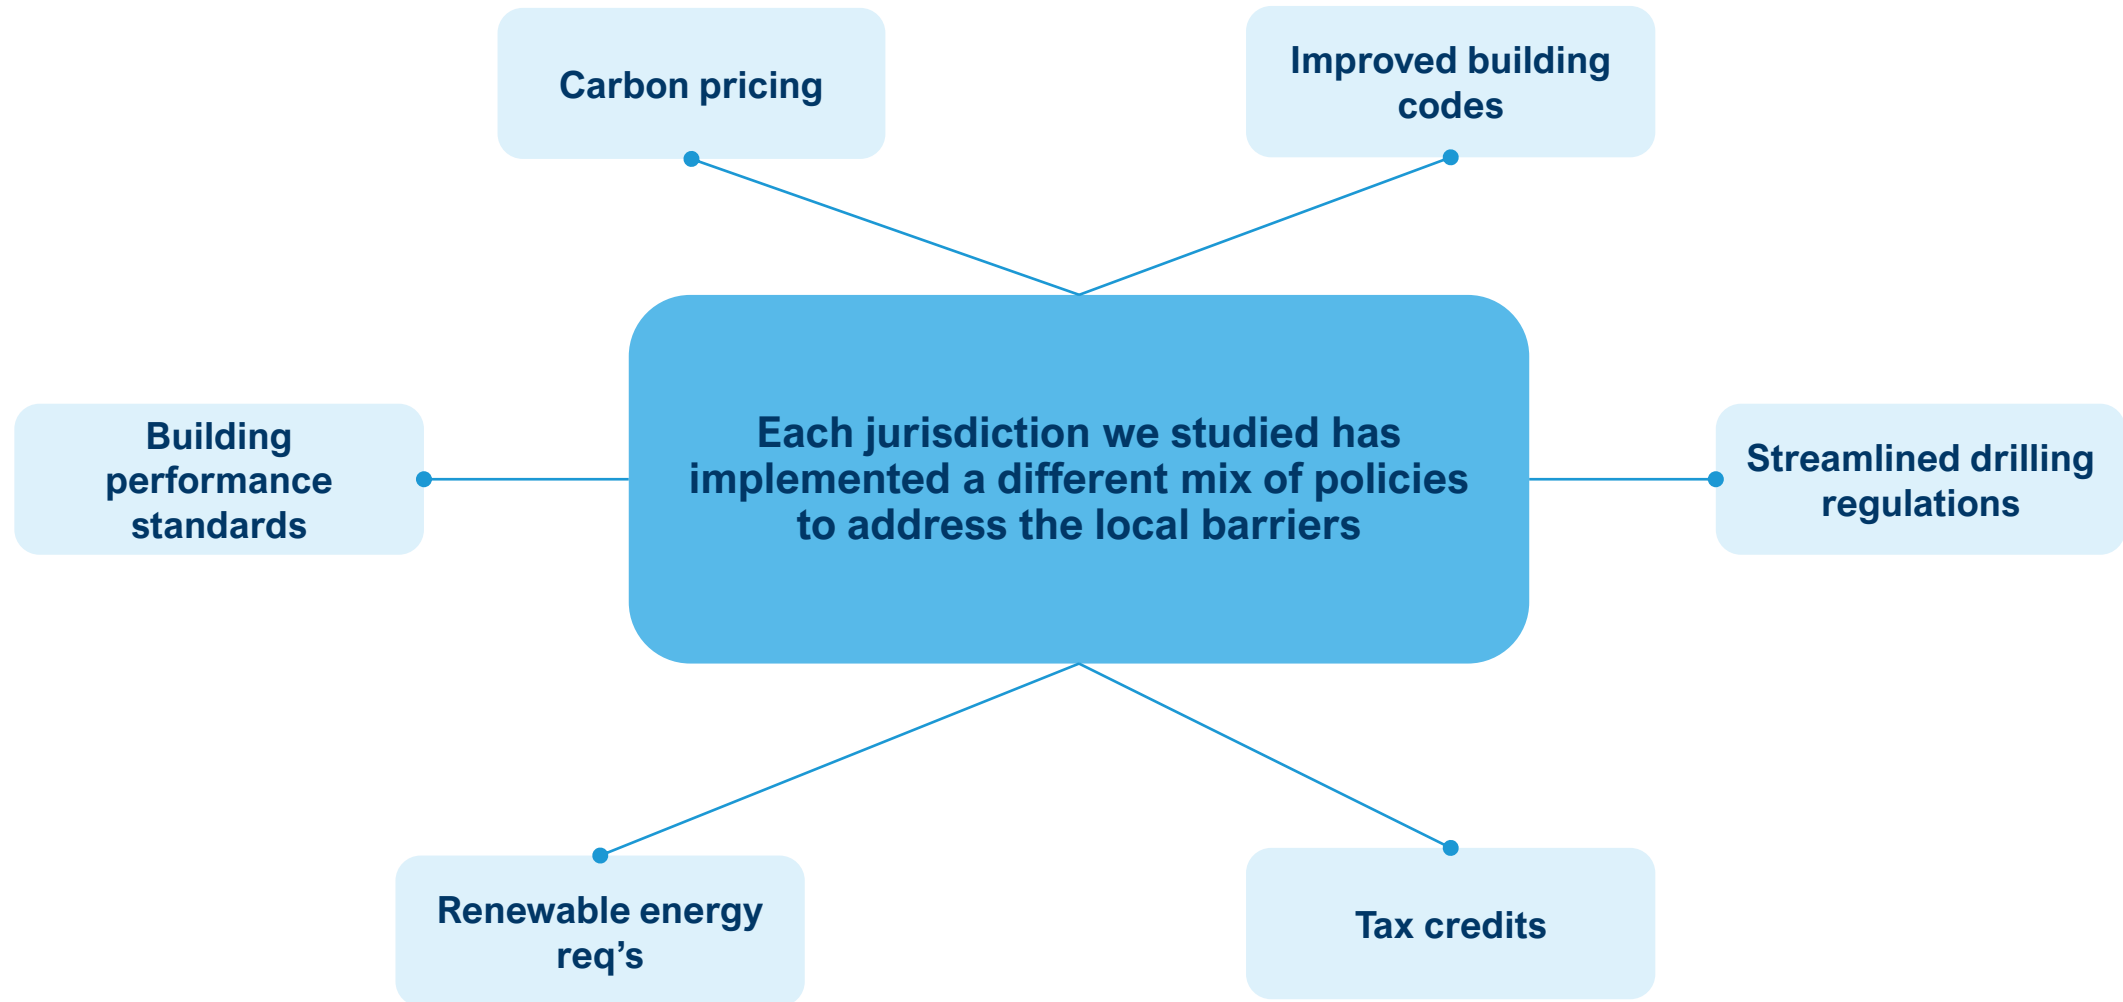 Carbon pricing
Improved building
codes
Each jurisdiction we studied has
implemented a different mix of policies
to address the local barriers
Building
performance
standards
Streamlined drilling
regulations
Renewable energy
req’s
Tax credits